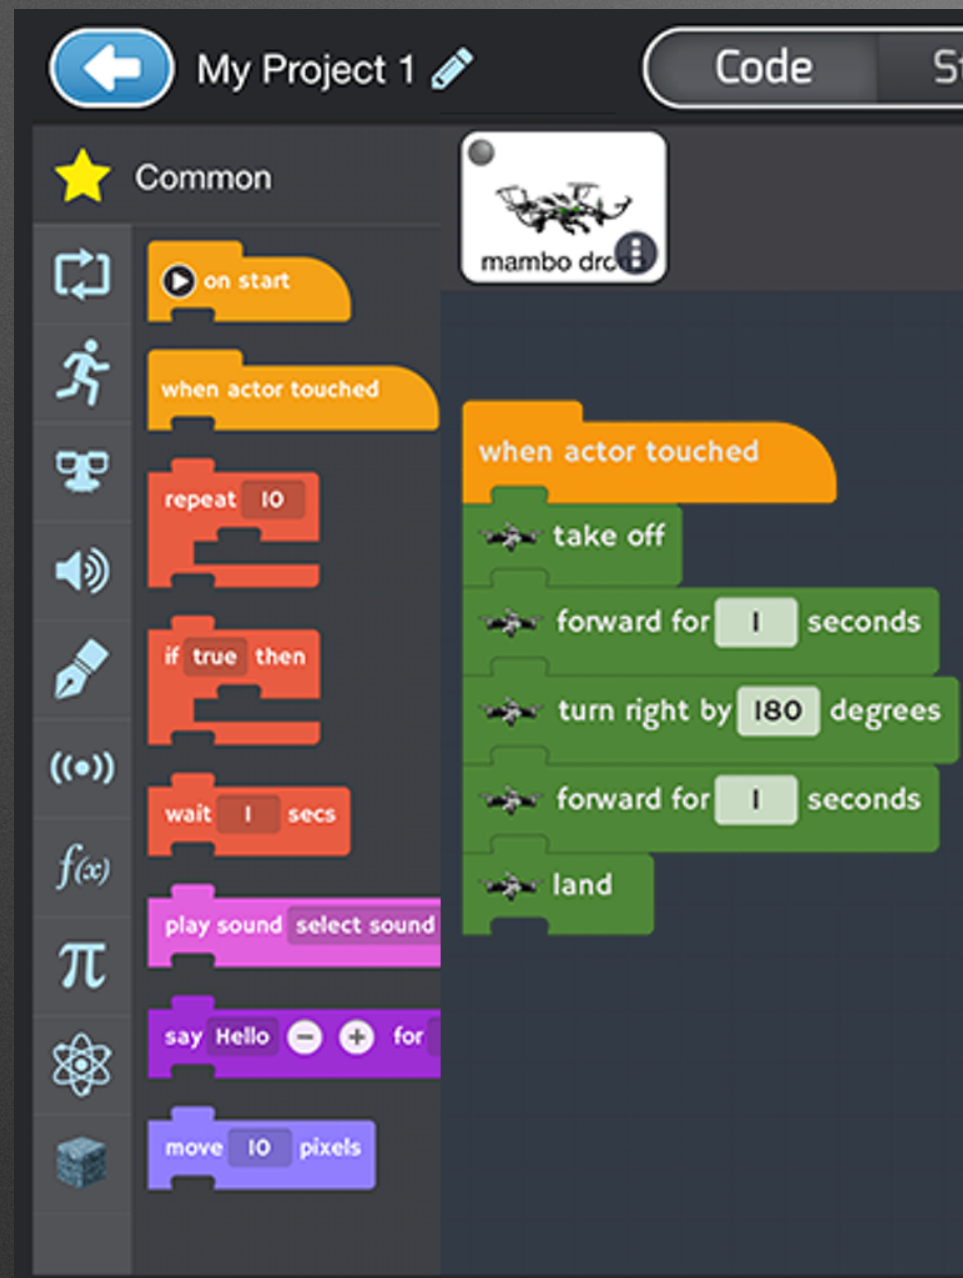 My Project 1
Code
Common
mambo dro
on start
when actor touched
repeat 10
if true then
wait 1 secs
play sound select sound
say Hello − + for
move 10 pixels
f(x)
π
when actor touched
take off
forward for 1 seconds
turn right by 180 degrees
forward for 1 seconds
land